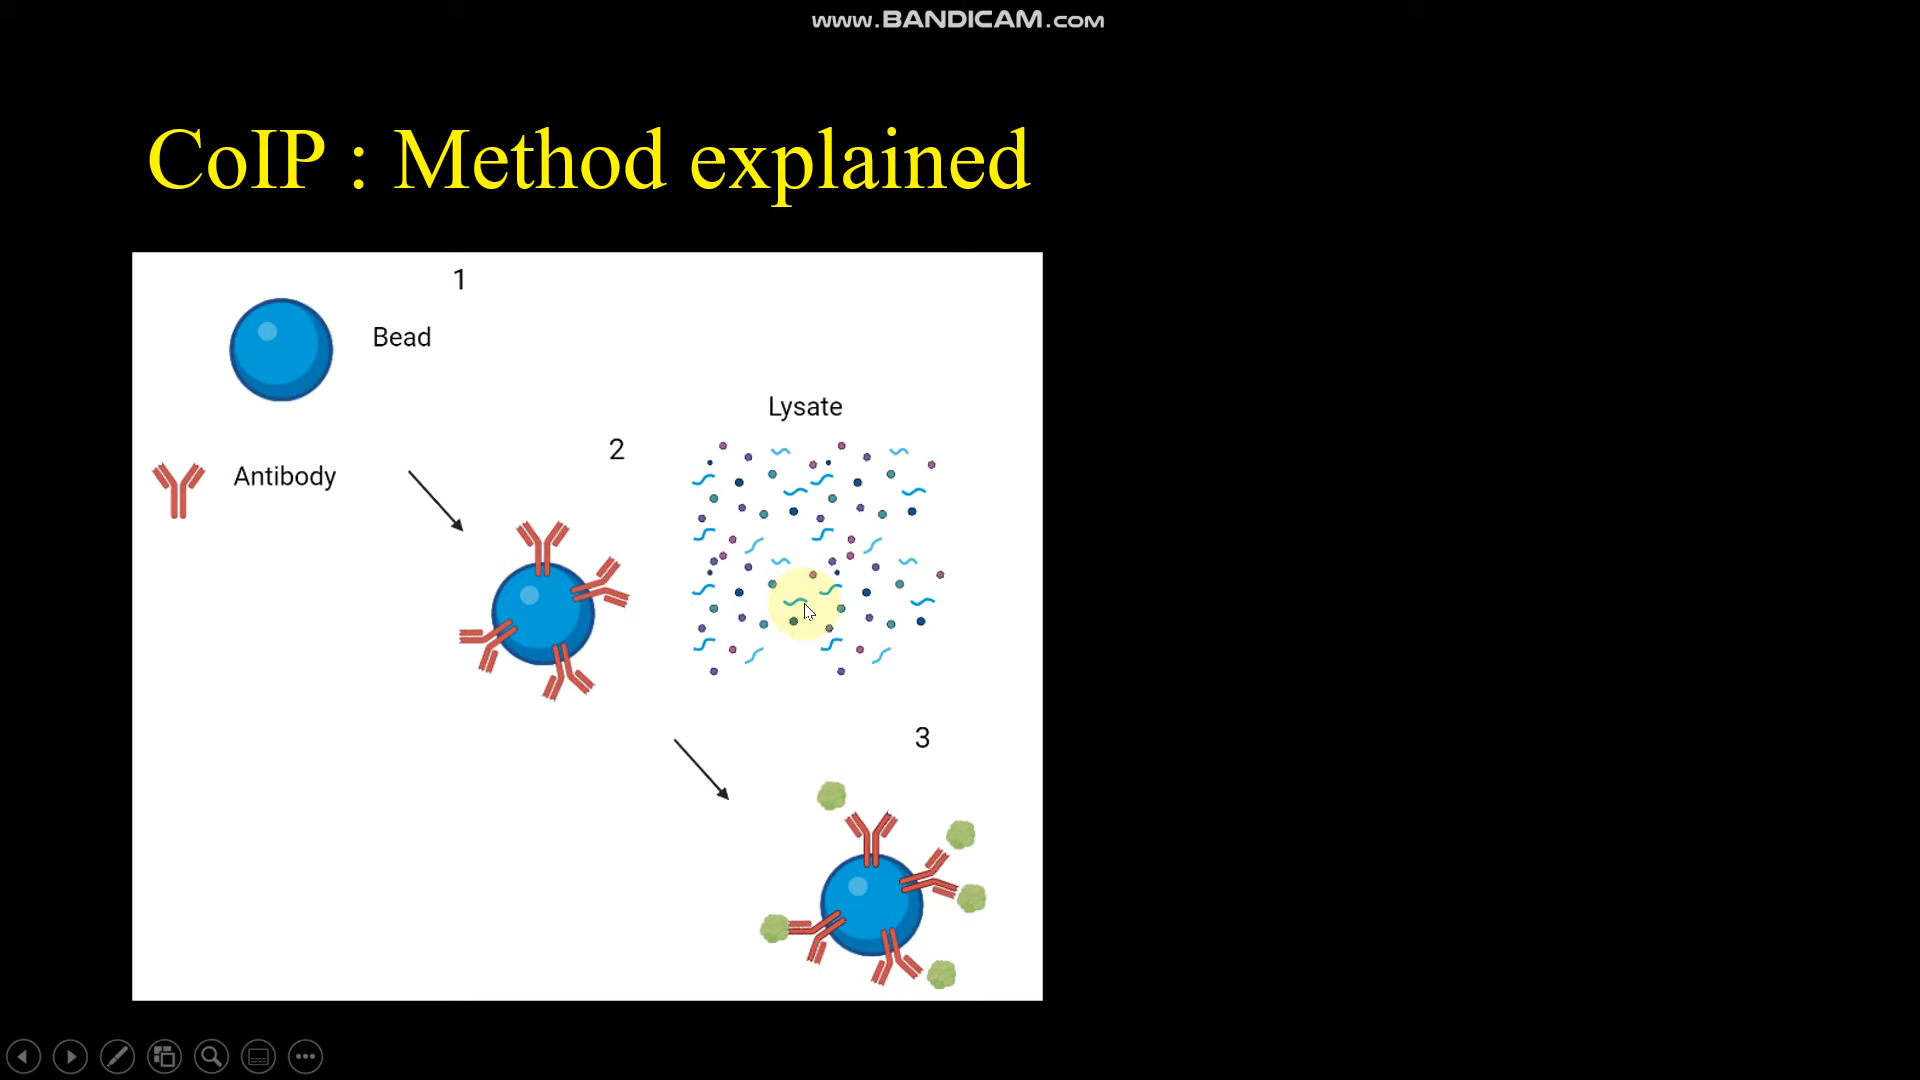 www.BANDICAM.com
CoIP : Method explained
1
Bead
Lysate
2
Antibody
3